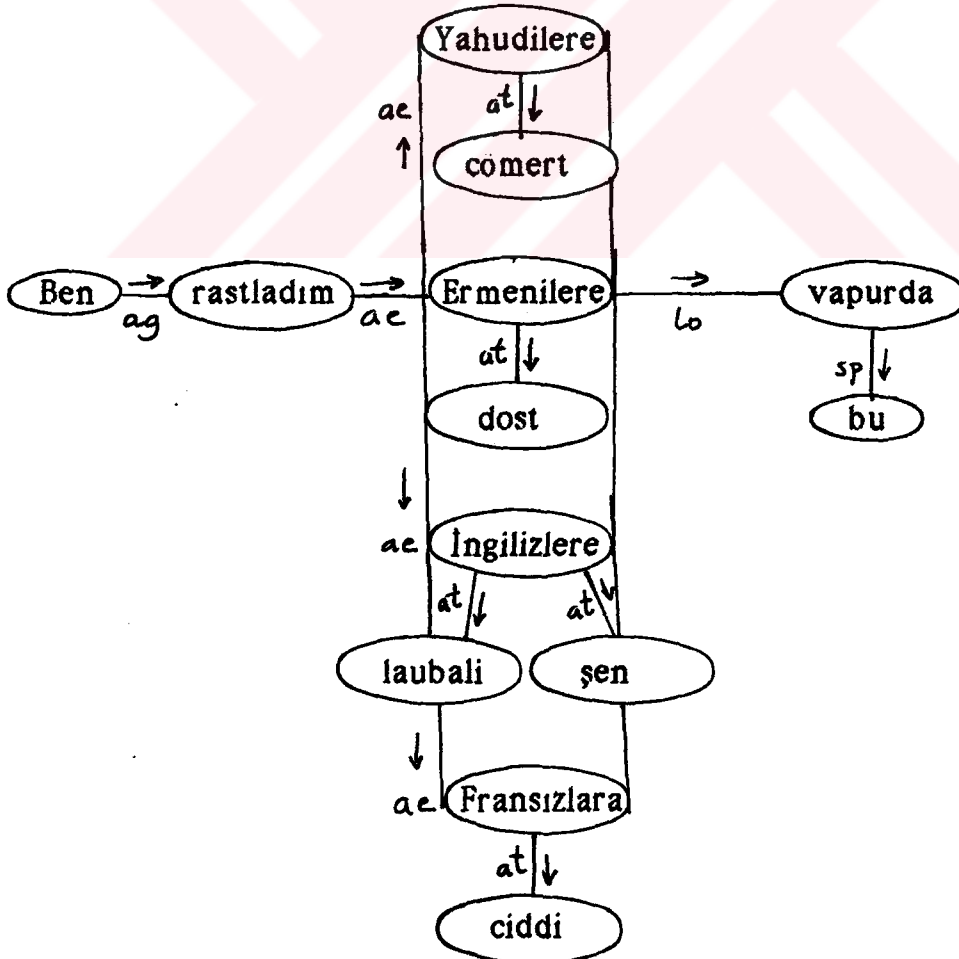 Yahudilere
ae
at
cömert
Ben
ag
rastladım
ae
Ermenilere
lo
vapurda
at
sp
dost
bu
ae
İngilizlere
at
at
laubali
şen
ae
Fransızlara
at
ciddi